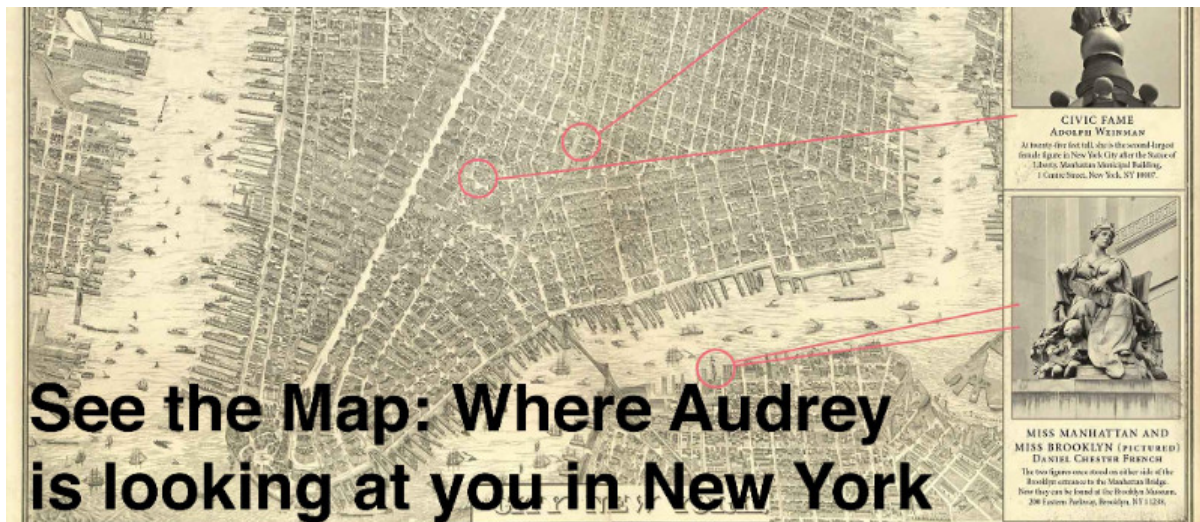 CIVIC FAME
ADOLPH WEINMAN
At twenty-five feet tall, she is the second-largest
female figure in New York City after the Statue of
Liberty. Manhattan Municipal Building,
1 Centre Street, New York, NY 10007.
MISS MANHATTAN AND
MISS BROOKLYN (PICTURED)
DANIEL CHESTER FRENCH
The two figures once stood on either side of the
Brooklyn entrance to the Manhattan Bridge.
Now they can be found at the Brooklyn Museum,
200 Eastern Parkway, Brooklyn, NY 11238.
See the Map: Where Audrey
is looking at you in New York